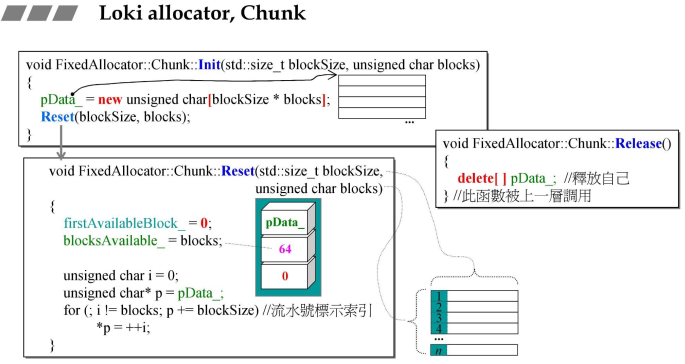 Loki allocator, Chunk
void FixedAllocator::Chunk::Init(std::size_t blockSize, unsigned char blocks)
{
pData_ = new unsigned char[blockSize * blocks];
Reset(blockSize, blocks);
}
...
void FixedAllocator::Chunk::Release()
{
delete[ ] pData_; //釋放自己
} //此函數被上一層調用
void FixedAllocator::Chunk::Reset(std::size_t blockSize,
unsigned char blocks)
{
firstAvailableBlock_ = 0;
blocksAvailable_ = blocks;
unsigned char i = 0;
unsigned char* p = pData_;
for (; i != blocks; p += blockSize) //流水號標示索引
*p = ++i;
}
pData_
64
0
1
2
3
4
...
n